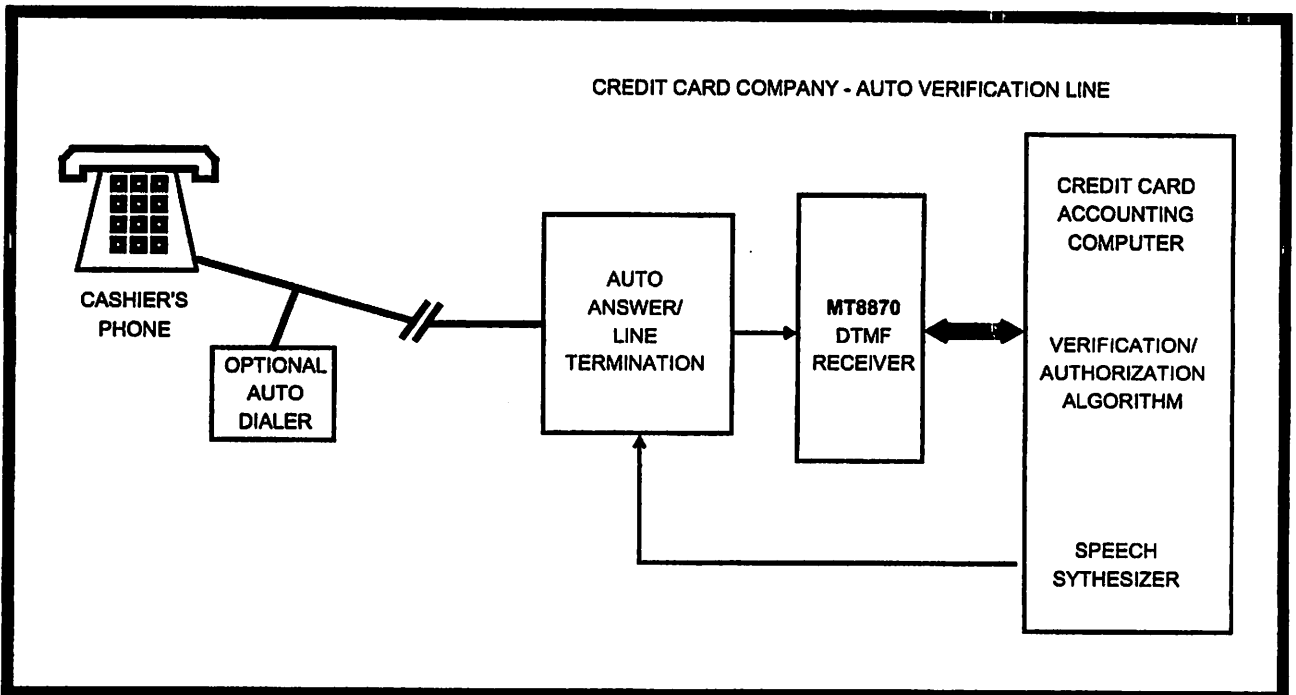 CREDIT CARD COMPANY - AUTO VERIFICATION LINE
CASHIER'S
PHONE
OPTIONAL
AUTO
DIALER
AUTO
ANSWER/
LINE
TERMINATION
MT8870
DTMF
RECEIVER
CREDIT CARD
ACCOUNTING
COMPUTER
VERIFICATION/
AUTHORIZATION
ALGORITHM
SPEECH
SYTHESIZER